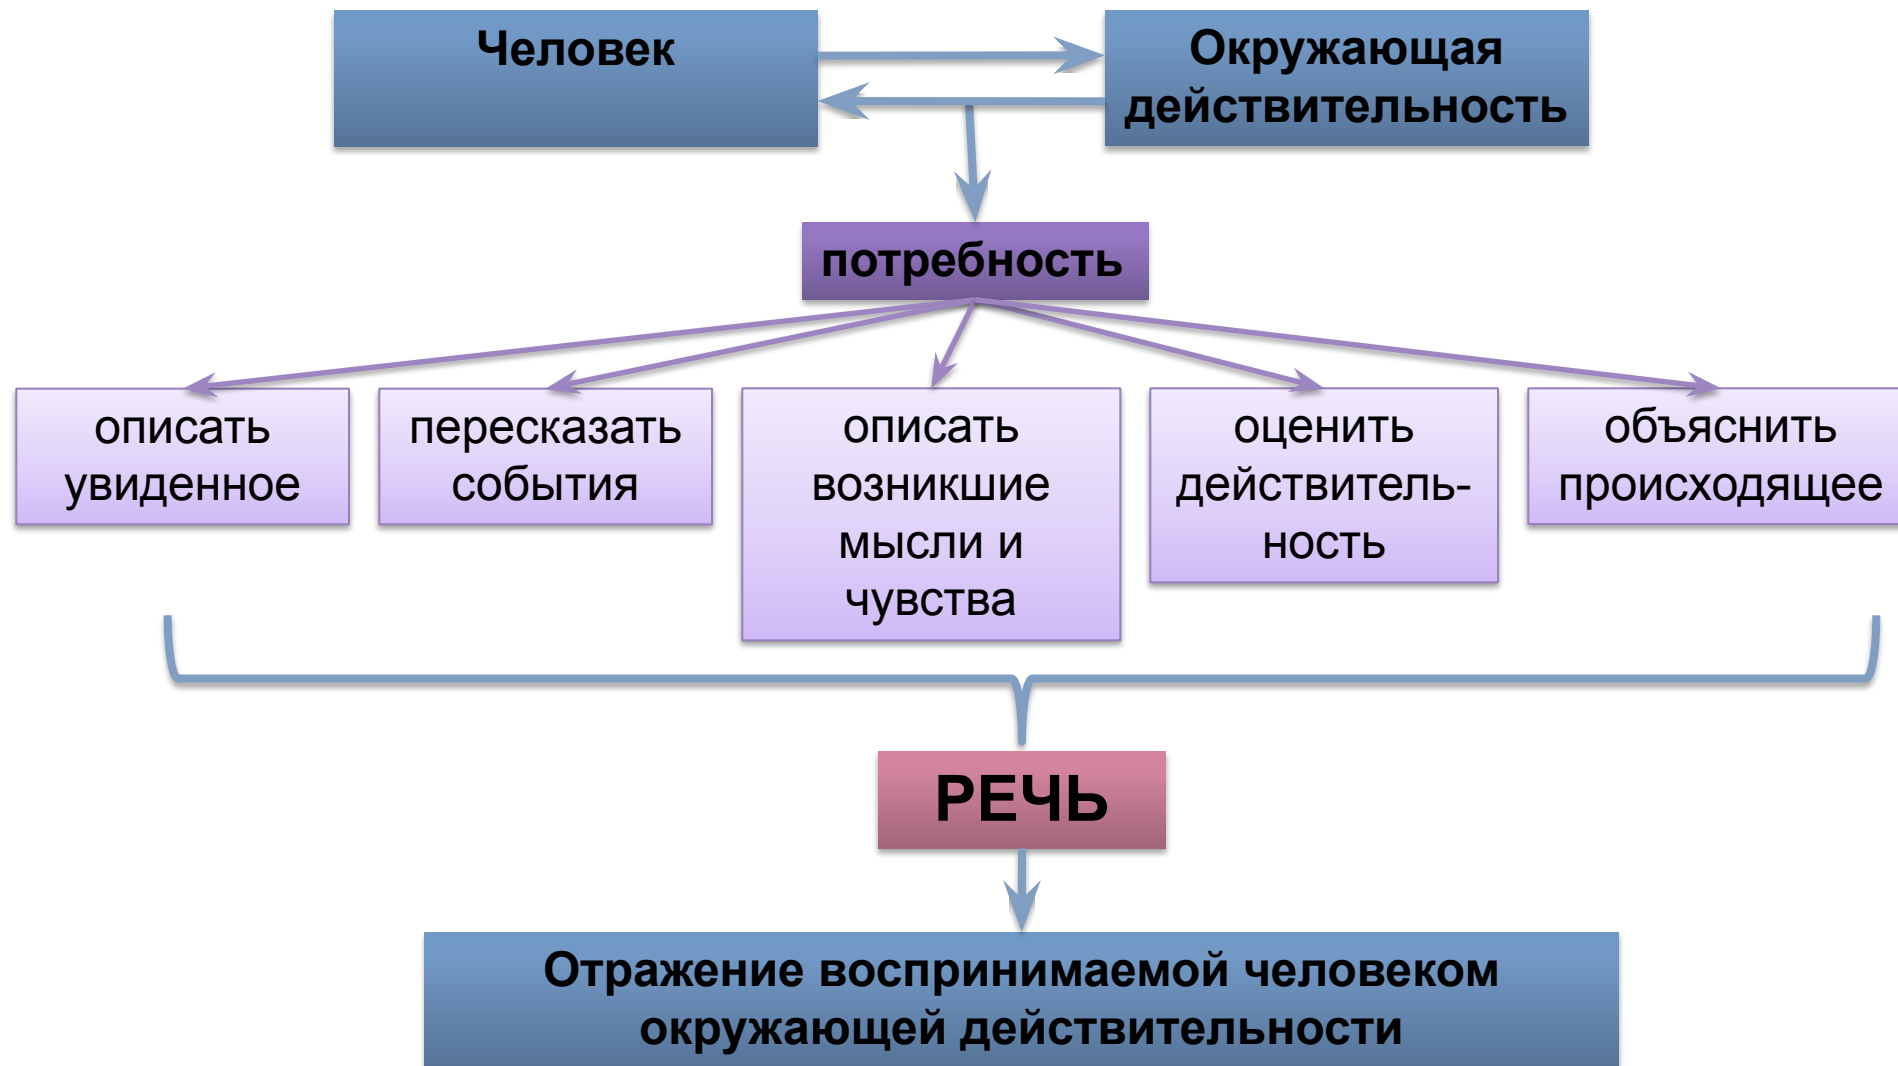 Человек
Окружающая
действительность
потребность
описать
увиденное
пересказать
события
описать
возникшие
мысли и
чувства
оценить
действитель-
ность
объяснить
происходящее
РЕЧЬ
Отражение воспринимаемой человеком
окружающей действительности